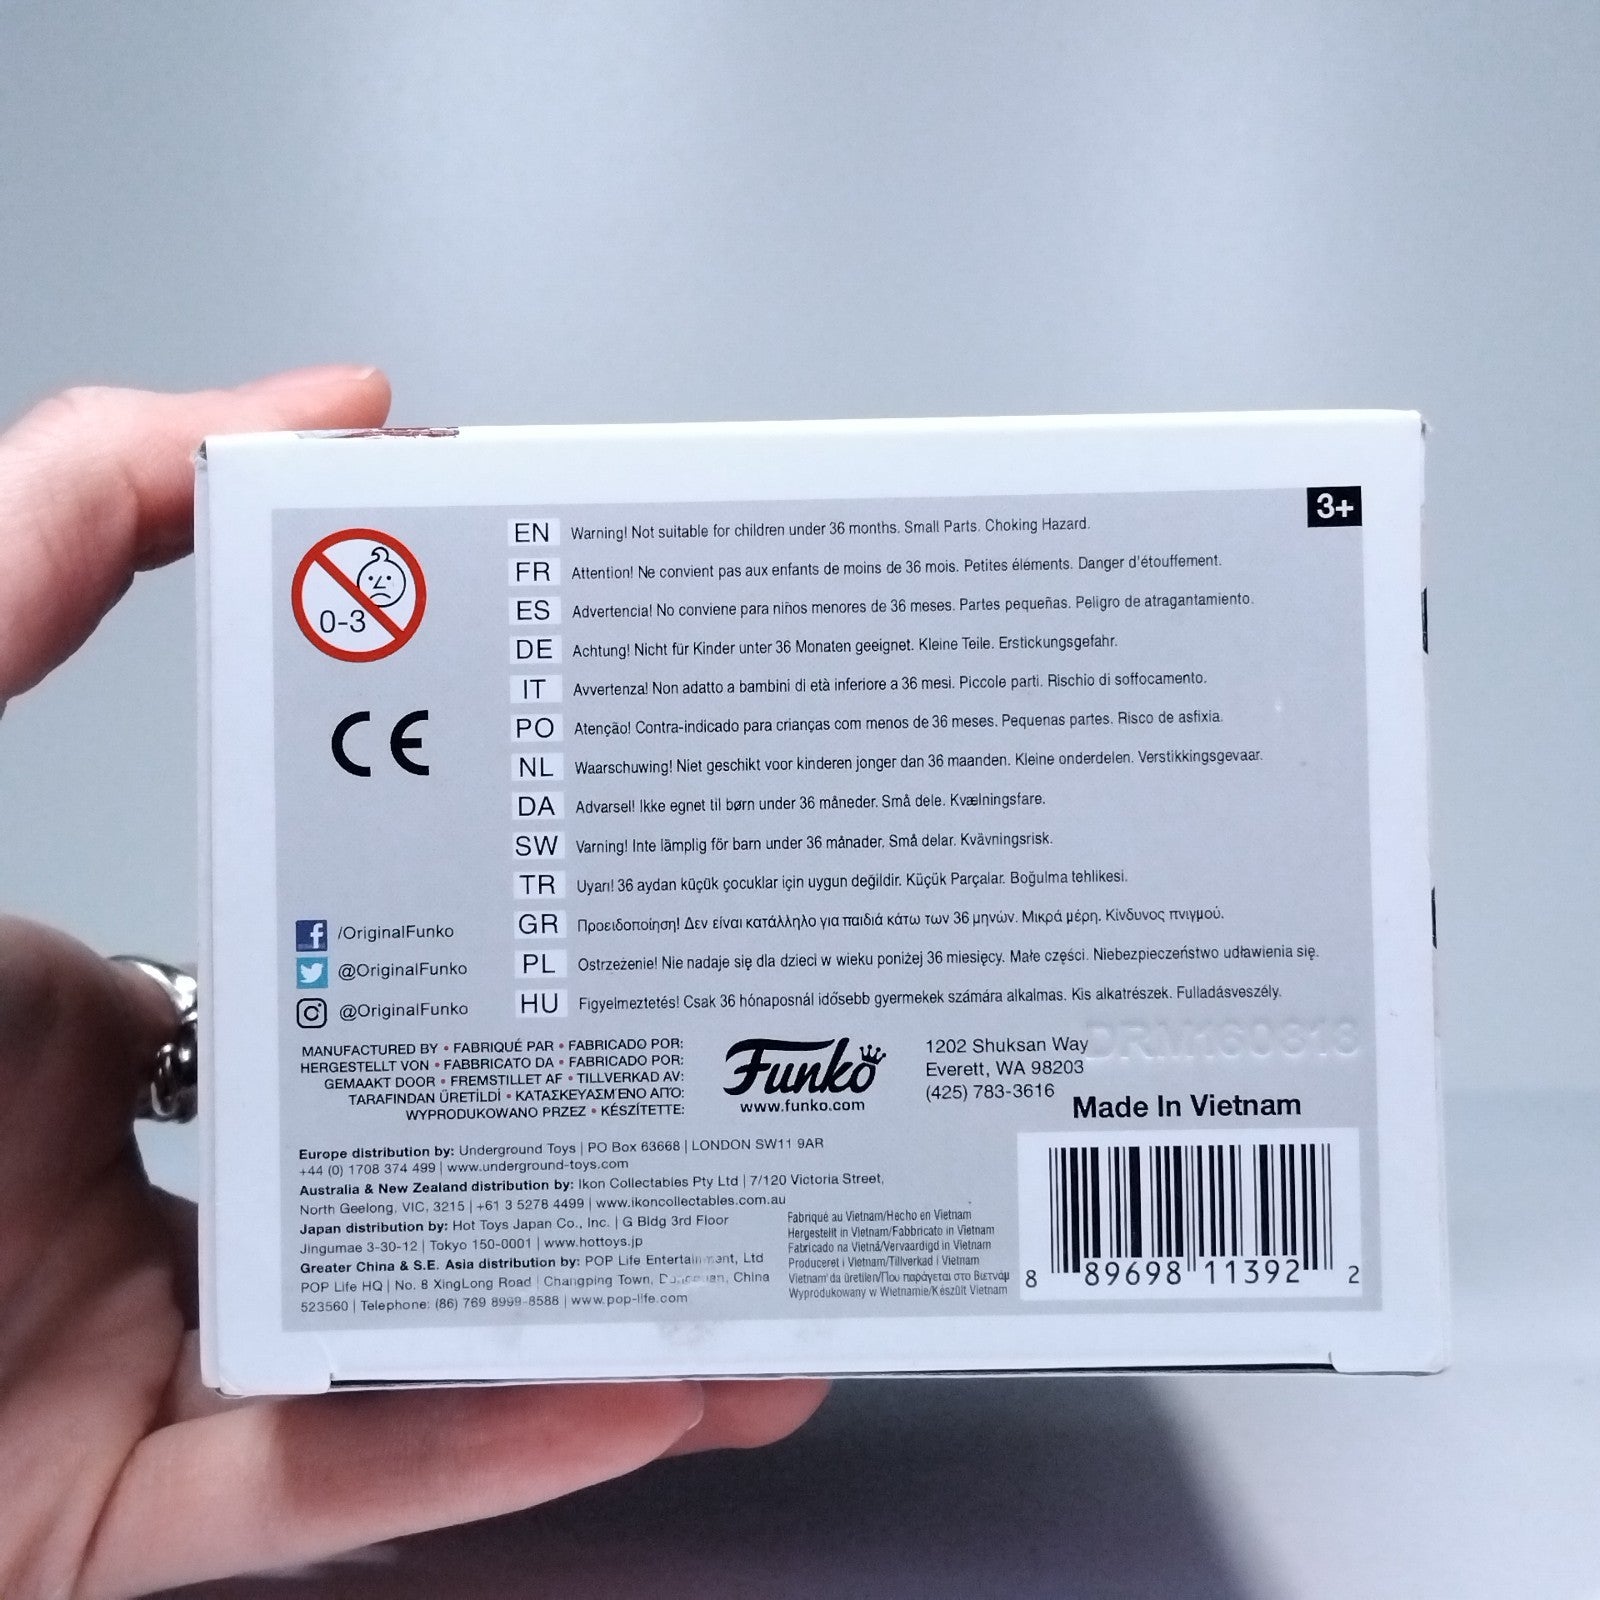 3+
0-3
EN Warning! Not suitable for children under 36 months. Small Parts. Choking Hazard.
FR Attention! Ne convient pas aux enfants de moins de 36 mois. Petites éléments. Danger d'étouffement.
ES Advertencia! No conviene para niños menores de 36 meses. Partes pequeñas. Peligro de atragantamiento.
DE Achtung! Nicht für Kinder unter 36 Monaten geeignet. Kleine Teile. Erstickungsgefahr.
IT Avvertenza! Non adatto a bambini di età inferiore a 36 mesi. Piccole parti. Rischio di soffocamento.
PO Atenção! Contra-indicado para crianças com menos de 36 meses. Pequenas partes. Risco de asfixia.
NL Waarschuwing! Niet geschikt voor kinderen jonger dan 36 maanden. Kleine onderdelen. Verstikkingsgevaar.
DA Advarsel! Ikke egnet til børn under 36 måneder. Små dele. Kvælningsfare.
SW Varning! Inte lämplig för barn under 36 månader, Små delar. Kvävningsrisk.
TR Uyarı! 36 aydan küçük çocuklar için uygun değildir. Küçük Parçalar. Boğulma tehlikesi.
GR Προειδοποίηση! Δεν είναι κατάλληλο για παιδιά κάτω των 36 μηνών. Μικρά μέρη. Κίνδυνος πνιγμού.
PL Ostrzeżenie! Nie nadaje się dla dzieci w wieku poniżej 36 miesięcy. Małe części. Niebezpieczeństwo udławienia się.
HU Figyelmeztetés! Csak 36 hónaposnál idősebb gyermekek számára alkalmas. Kis alkatrészek. Fulladásveszély.
CE
/OriginalFunko
@OriginalFunko
@OriginalFunko
MANUFACTURED BY • FABRIQUÉ PAR • FABRICADO POR:
HERGESTELLT VON • FABBRICATO DA • FABRICADO POR:
GEMAAKT DOOR • FREMSTILLET AF • TILLVERKAD AV:
TARAFINDAN ÜRETİLDİ • ΚΑΤΑΣΚΕΥΑΣΜΈΝΟ ΑΠΌ:
WYPRODUKOWANO PRZEZ • KÉSZÍTETTE:
Funko
www.funko.com
1202 Shuksan Way
Everett, WA 98203
(425) 783-3616
DRM160818
Made In Vietnam
Europe distribution by: Underground Toys | PO Box 63668 | LONDON SW11 9AR
+44 (0) 1708 374 499 | www.underground-toys.com
Australia & New Zealand distribution by: Ikon Collectables Pty Ltd | 7/120 Victoria Street,
North Geelong, VIC, 3215 | +61 3 5278 4499 | www.ikoncollectables.com.au
Japan distribution by: Hot Toys Japan Co., Inc. | G Bldg 3rd Floor
Jingumae 3-30-12 | Tokyo 150-0001 | www.hottoys.jp
Greater China & S.E. Asia distribution by: POP Life Entertainment, Ltd
POP Life HQ | No. 8 XingLong Road | Changping Town, Dongguan, China
523560 | Telephone: (86) 769 8999-8588 | www.pop-life.com
Fabriqué au Vietnam/Hecho en Vietnam
Hergestellt in Vietnam/Fabbricato in Vietnam
Fabricado na Vietnã/Vervaardigd in Vietnam
Produceret i Vietnam/Tillverkad i Vietnam
Vietnam'da üretilen/Που παράγεται στο Βιετνάμ
Wyprodukowany w Wietnamie/Készült Vietnam
8 89698 11392 2